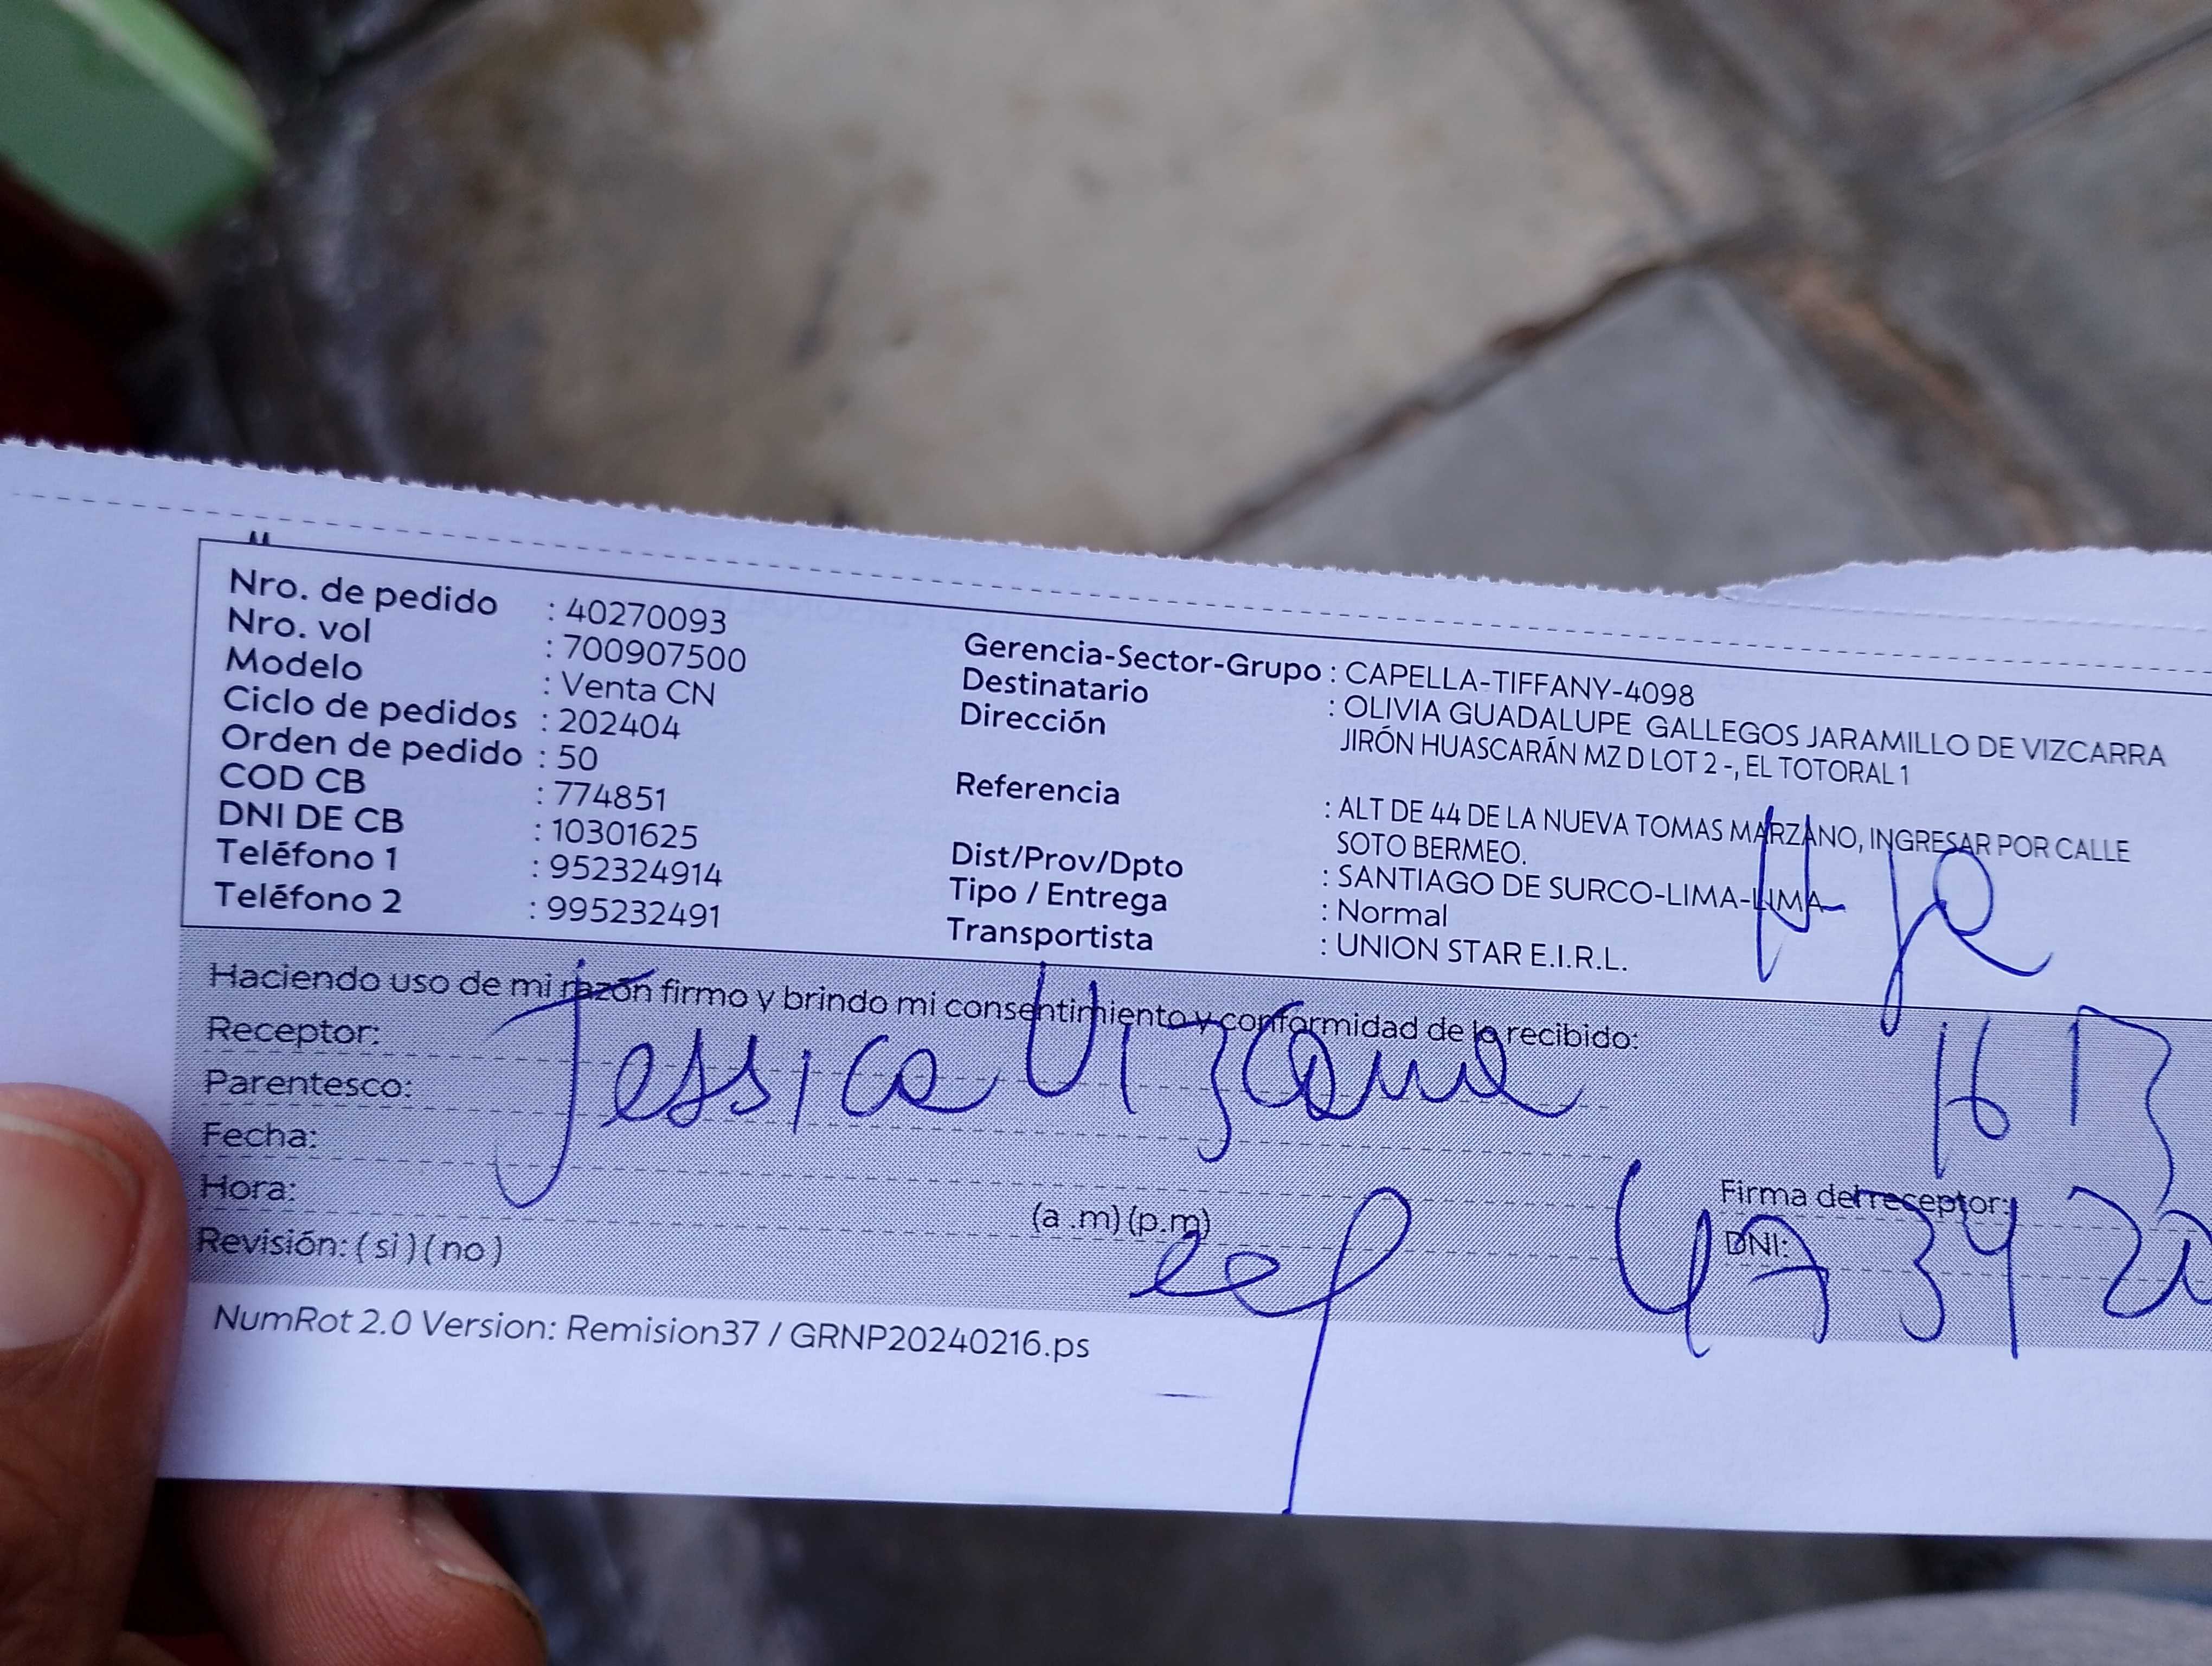 Nro. de pedido : 40270093
Nro. vol : 700907500
Modelo : Venta CN
Ciclo de pedidos : 202404
Orden de pedido : 50
COD CB : 774851
DNI DE CB : 10301625
Teléfono 1 : 952324914
Teléfono 2 : 995232491
Gerencia-Sector-Grupo : CAPELLA-TIFFANY-4098
Destinatario : OLIVIA GUADALUPE GALLEGOS JARAMILLO DE VIZCARRA
Dirección JIRÓN HUASCARÁN MZ D LOT 2 -, EL TOTORAL 1
Referencia : ALT DE 44 DE LA NUEVA TOMAS MARZANO, INGRESAR POR CALLE
SOTO BERMEO.
Dist/Prov/Dpto : SANTIAGO DE SURCO-LIMA-LIMA
Tipo / Entrega : Normal
Transportista : UNION STAR E.I.R.L.
Haciendo uso de mi razón firmo y brindo mi consentimiento y conformidad de lo recibido:
Receptor: Jessica
Parentesco:
Fecha:
Hora: (a .m) (p.m)
Revisión: ( si ) ( no )
Firma del receptor:
DNI:
NumRot 2.0 Version: Remision37 / GRNP20240216.ps